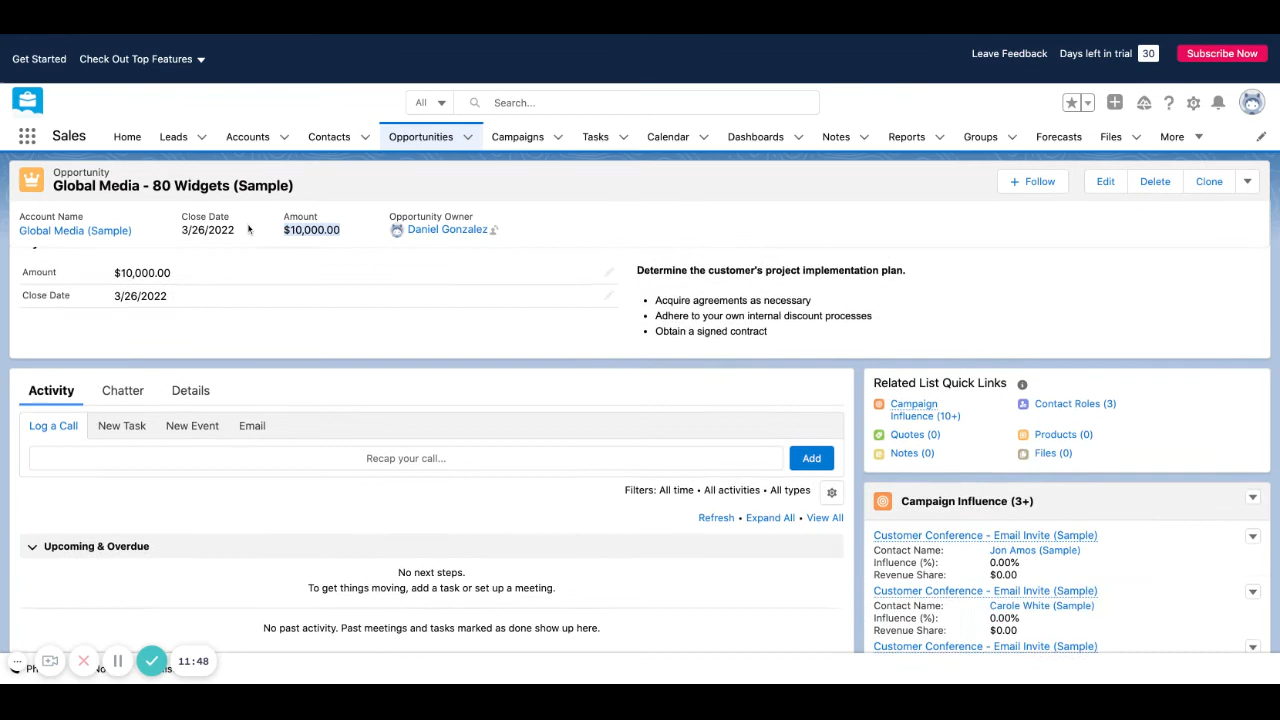 Get Started Check Out Top Features Leave Feedback Days left in trial 30 Subscribe Now
All Search...
Sales Home Leads Accounts Contacts Opportunities Campaigns Tasks Calendar Dashboards Notes Reports Groups Forecasts Files More
Opportunity
Global Media - 80 Widgets (Sample)
+ Follow Edit Delete Clone
Account Name Close Date Amount Opportunity Owner
Global Media (Sample) 3/26/2022 $10,000.00 Daniel Gonzalez
Amount $10,000.00
Close Date 3/26/2022
Determine the customer's project implementation plan.
• Acquire agreements as necessary
• Adhere to your own internal discount processes
• Obtain a signed contract
Activity Chatter Details
Log a Call New Task New Event Email
Recap your call... Add
Filters: All time • All activities • All types
Refresh • Expand All • View All
Upcoming & Overdue
No next steps.
To get things moving, add a task or set up a meeting.
No past activity. Past meetings and tasks marked as done show up here.
Related List Quick Links
Campaign Influence (10+) Contact Roles (3)
Quotes (0) Products (0)
Notes (0) Files (0)
Campaign Influence (3+)
Customer Conference - Email Invite (Sample)
Contact Name: Jon Amos (Sample)
Influence (%): 0.00%
Revenue Share: $0.00
Customer Conference - Email Invite (Sample)
Contact Name: Carole White (Sample)
Influence (%): 0.00%
Revenue Share: $0.00
Customer Conference - Email Invite (Sample)
11:48